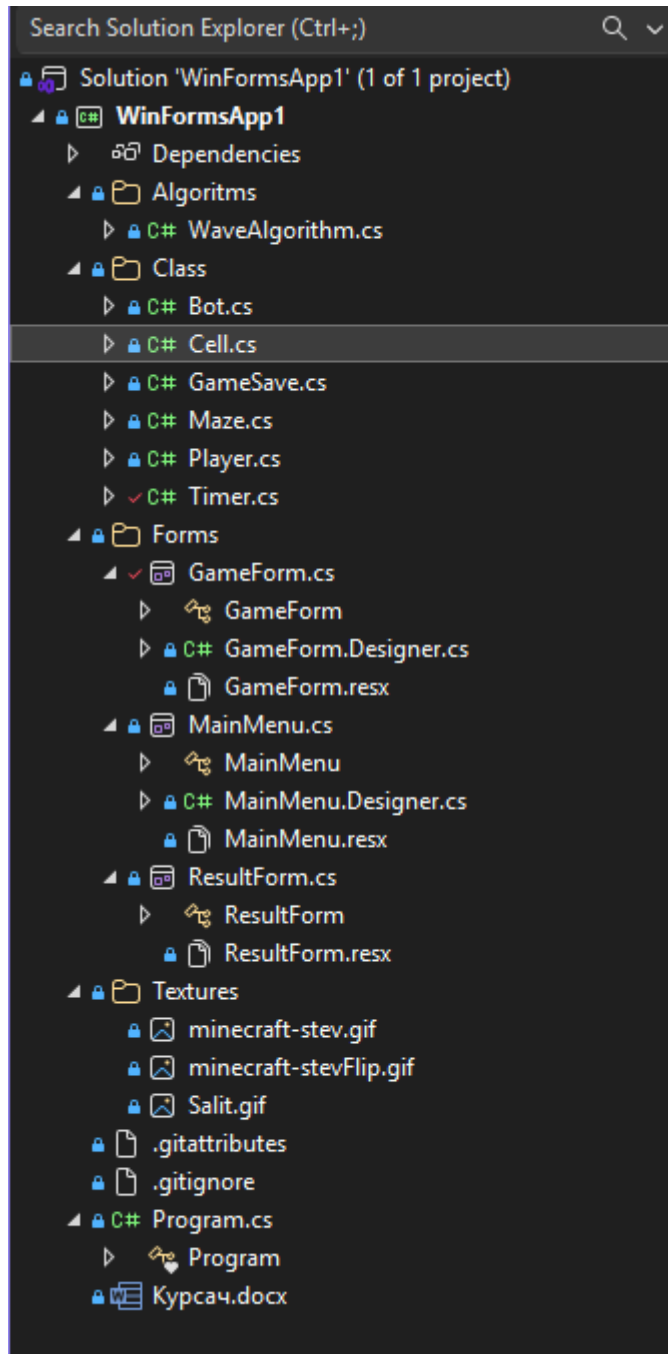 Search Solution Explorer (Ctrl+;)
Solution 'WinFormsApp1' (1 of 1 project)
C# WinFormsApp1
Dependencies
Algoritms
C# WaveAlgorithm.cs
Class
C# Bot.cs
C# Cell.cs
C# GameSave.cs
C# Maze.cs
C# Player.cs
C# Timer.cs
Forms
GameForm.cs
GameForm
C# GameForm.Designer.cs
GameForm.resx
MainMenu.cs
MainMenu
C# MainMenu.Designer.cs
MainMenu.resx
ResultForm.cs
ResultForm
ResultForm.resx
Textures
minecraft-stev.gif
minecraft-stevFlip.gif
Salit.gif
.gitattributes
.gitignore
C# Program.cs
Program
Курсач.docx